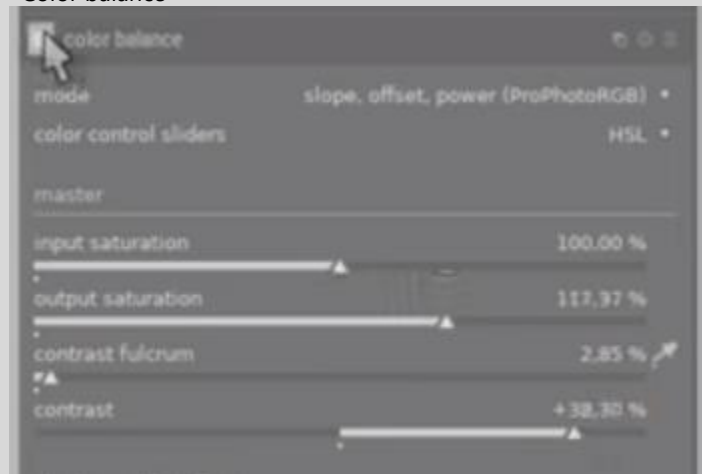 Color balance
color balance
mode slope, offset, power (ProPhotoRGB)
color control sliders HSL
master
input saturation 100,00 %
output saturation 117,37 %
contrast fulcrum 2,85 %
contrast +38,30 %